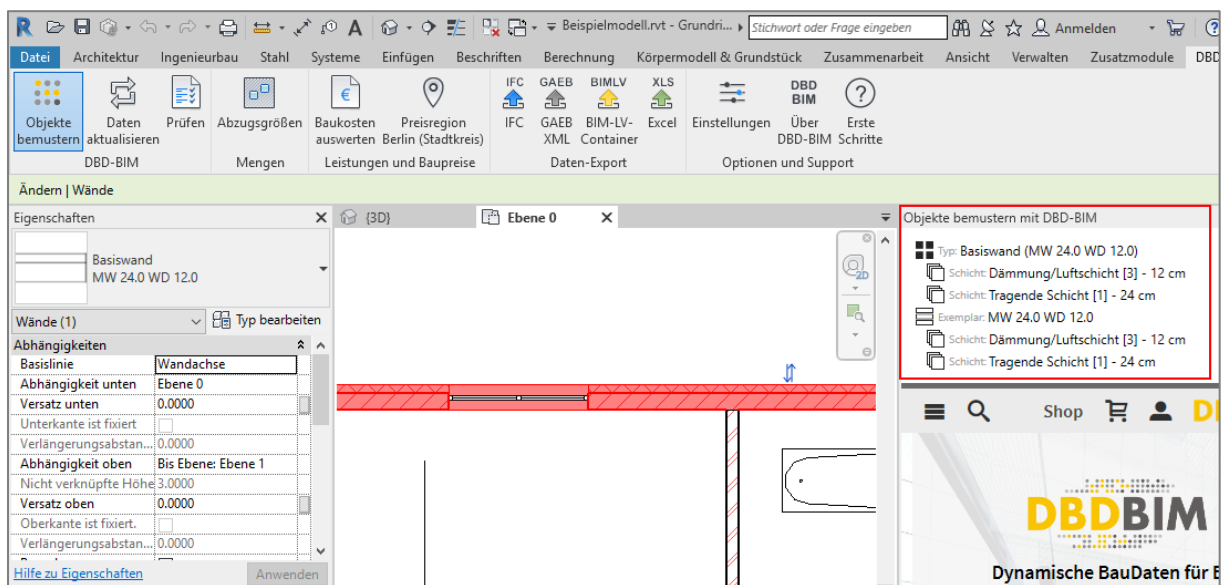 Beispielmodell.rvt - Grundri... Stichwort oder Frage eingeben Anmelden
Datei Architektur Ingenieurbau Stahl Systeme Einfügen Beschriften Berechnung Körpermodell & Grundstück Zusammenarbeit Ansicht Verwalten Zusatzmodule DBD
IFC GAEB BIMLV XLS DBD
BIM
Objekte bemustern
Daten aktualisieren
Prüfen
Abzugsgrößen
Baukosten auswerten
Preisregion Berlin (Stadtkreis)
IFC
GAEB XML
BIM-LV-Container
Excel
Einstellungen
Über DBD-BIM
Erste Schritte
DBD-BIM Mengen Leistungen und Baupreise Daten-Export Optionen und Support
Ändern | Wände
Eigenschaften
{3D} Ebene 0
Objekte bemustern mit DBD-BIM
Basiswand
MW 24.0 WD 12.0
Wände (1) Typ bearbeiten
Abhängigkeiten
Basislinie Wandachse
Abhängigkeit unten Ebene 0
Versatz unten 0.0000
Unterkante ist fixiert
Verlängerungsabstan... 0.0000
Abhängigkeit oben Bis Ebene: Ebene 1
Nicht verknüpfte Höhe 3.0000
Versatz oben 0.0000
Oberkante ist fixiert.
Verlängerungsabstan... 0.0000
Hilfe zu Eigenschaften Anwenden
2D
Typ: Basiswand (MW 24.0 WD 12.0)
Schicht: Dämmung/Luftschicht [3] - 12 cm
Schicht: Tragende Schicht [1] - 24 cm
Exemplar: MW 24.0 WD 12.0
Schicht: Dämmung/Luftschicht [3] - 12 cm
Schicht: Tragende Schicht [1] - 24 cm
Shop
DBDBIM
Dynamische BauDaten für